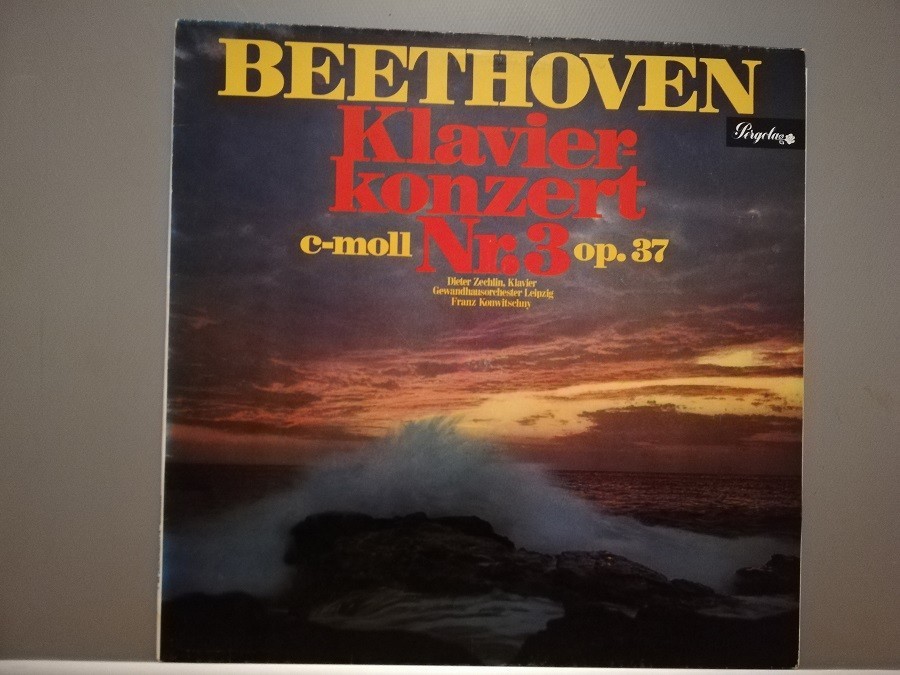 BEETHOVEN
Pergola
Klavier-
konzert
c-moll Nr. 3 op. 37
Dieter Zechlin, Klavier
Gewandhausorchester Leipzig
Franz Konwitschny